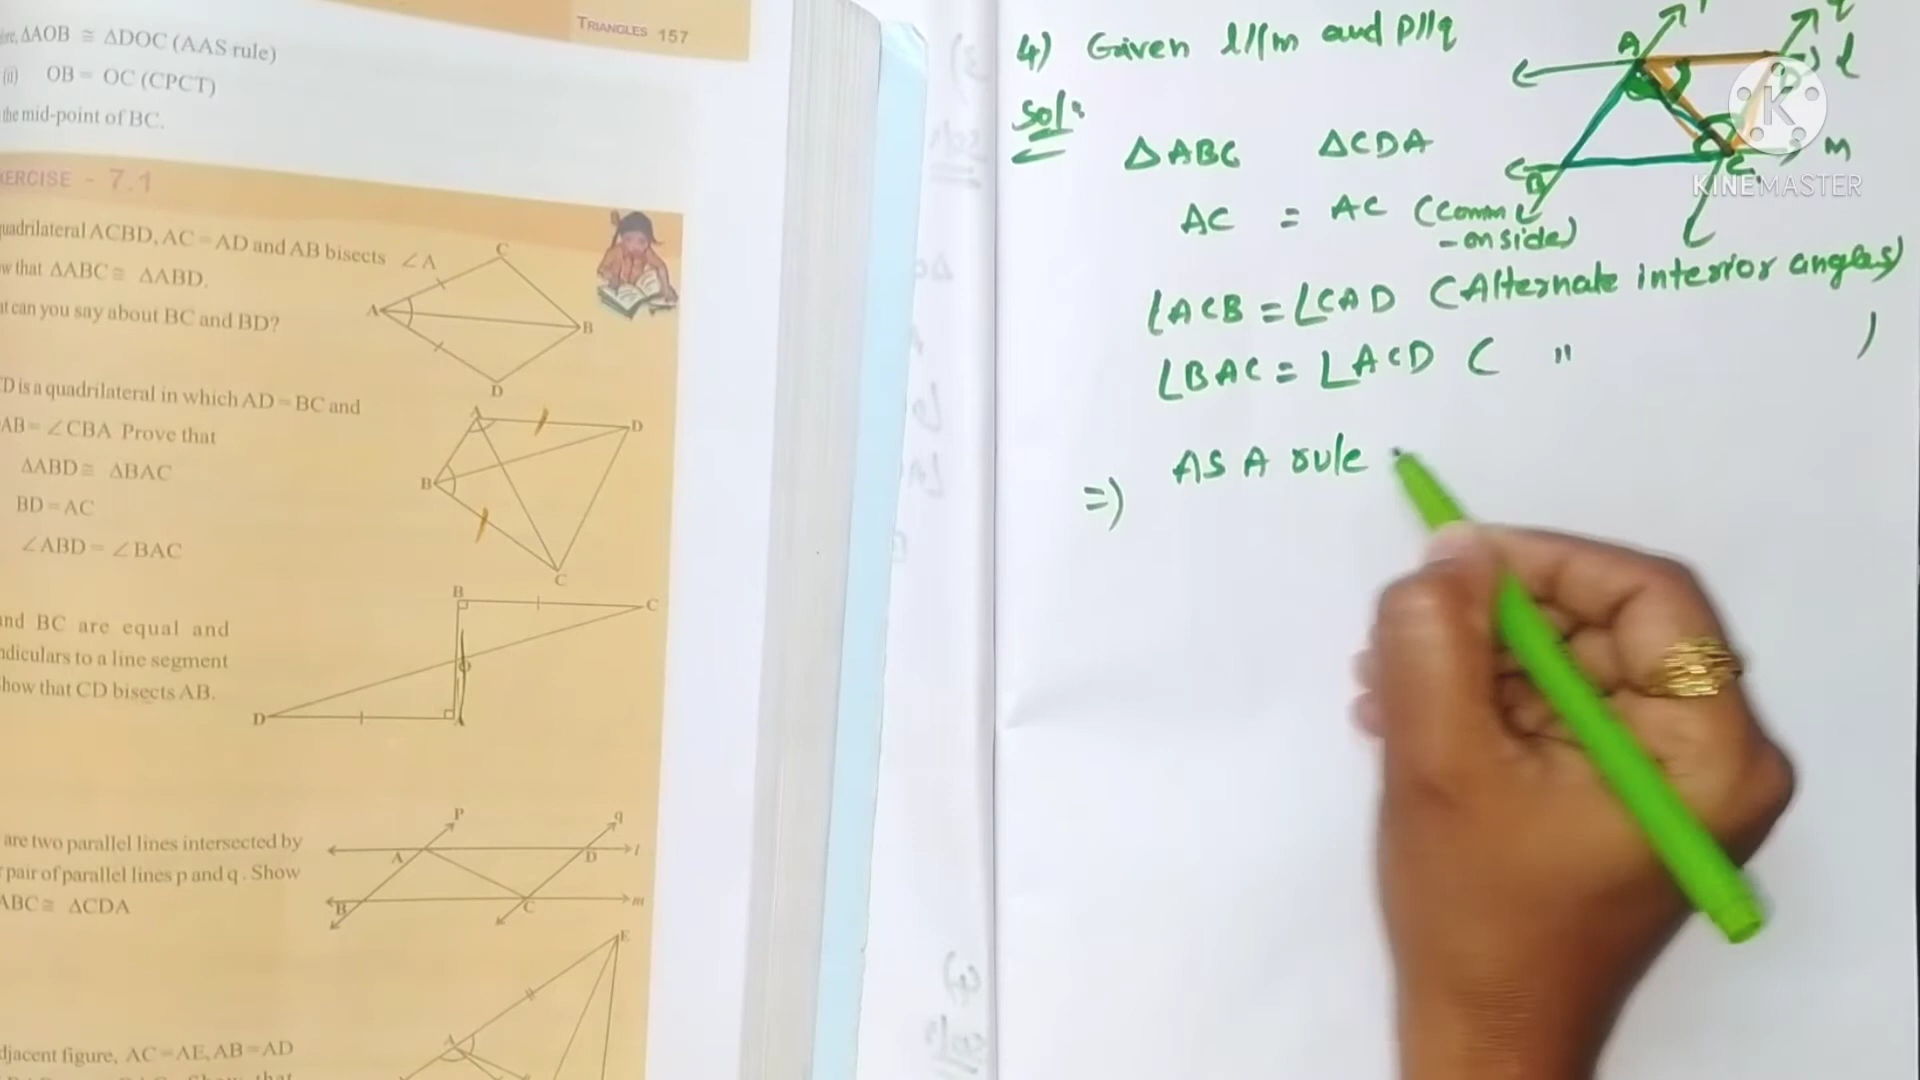 TRIANGLES 157
ΔAOB ≅ ΔDOC (AAS rule)
(ii) OB = OC (CPCT)
the mid-point of BC.
ERCISE - 7.1
quadrilateral ACBD, AC = AD and AB bisects ∠A
w that ΔABC ≅ ΔABD.
at can you say about BC and BD?
C
A
B
D
D is a quadrilateral in which AD = BC and
AB = ∠CBA Prove that
ΔABD ≅ ΔBAC
BD = AC
∠ABD = ∠BAC
A
D
B
C
and BC are equal and
ndiculars to a line segment
how that CD bisects AB.
B
C
D
are two parallel lines intersected by
pair of parallel lines p and q . Show
ABC ≅ ΔCDA
P
q
A
D
l
B
C
m
E
A
djacent figure, AC = AE, AB = AD
4) Given l//m and p//q
Sol:
ΔABC ΔCDA
AC = AC (comm
-on side)
∠ACB = ∠CAD (Alternate interior angles)
∠BAC = ∠ACD ( " )
=) ASA rule
A
l
m
B
C
KINEMASTER